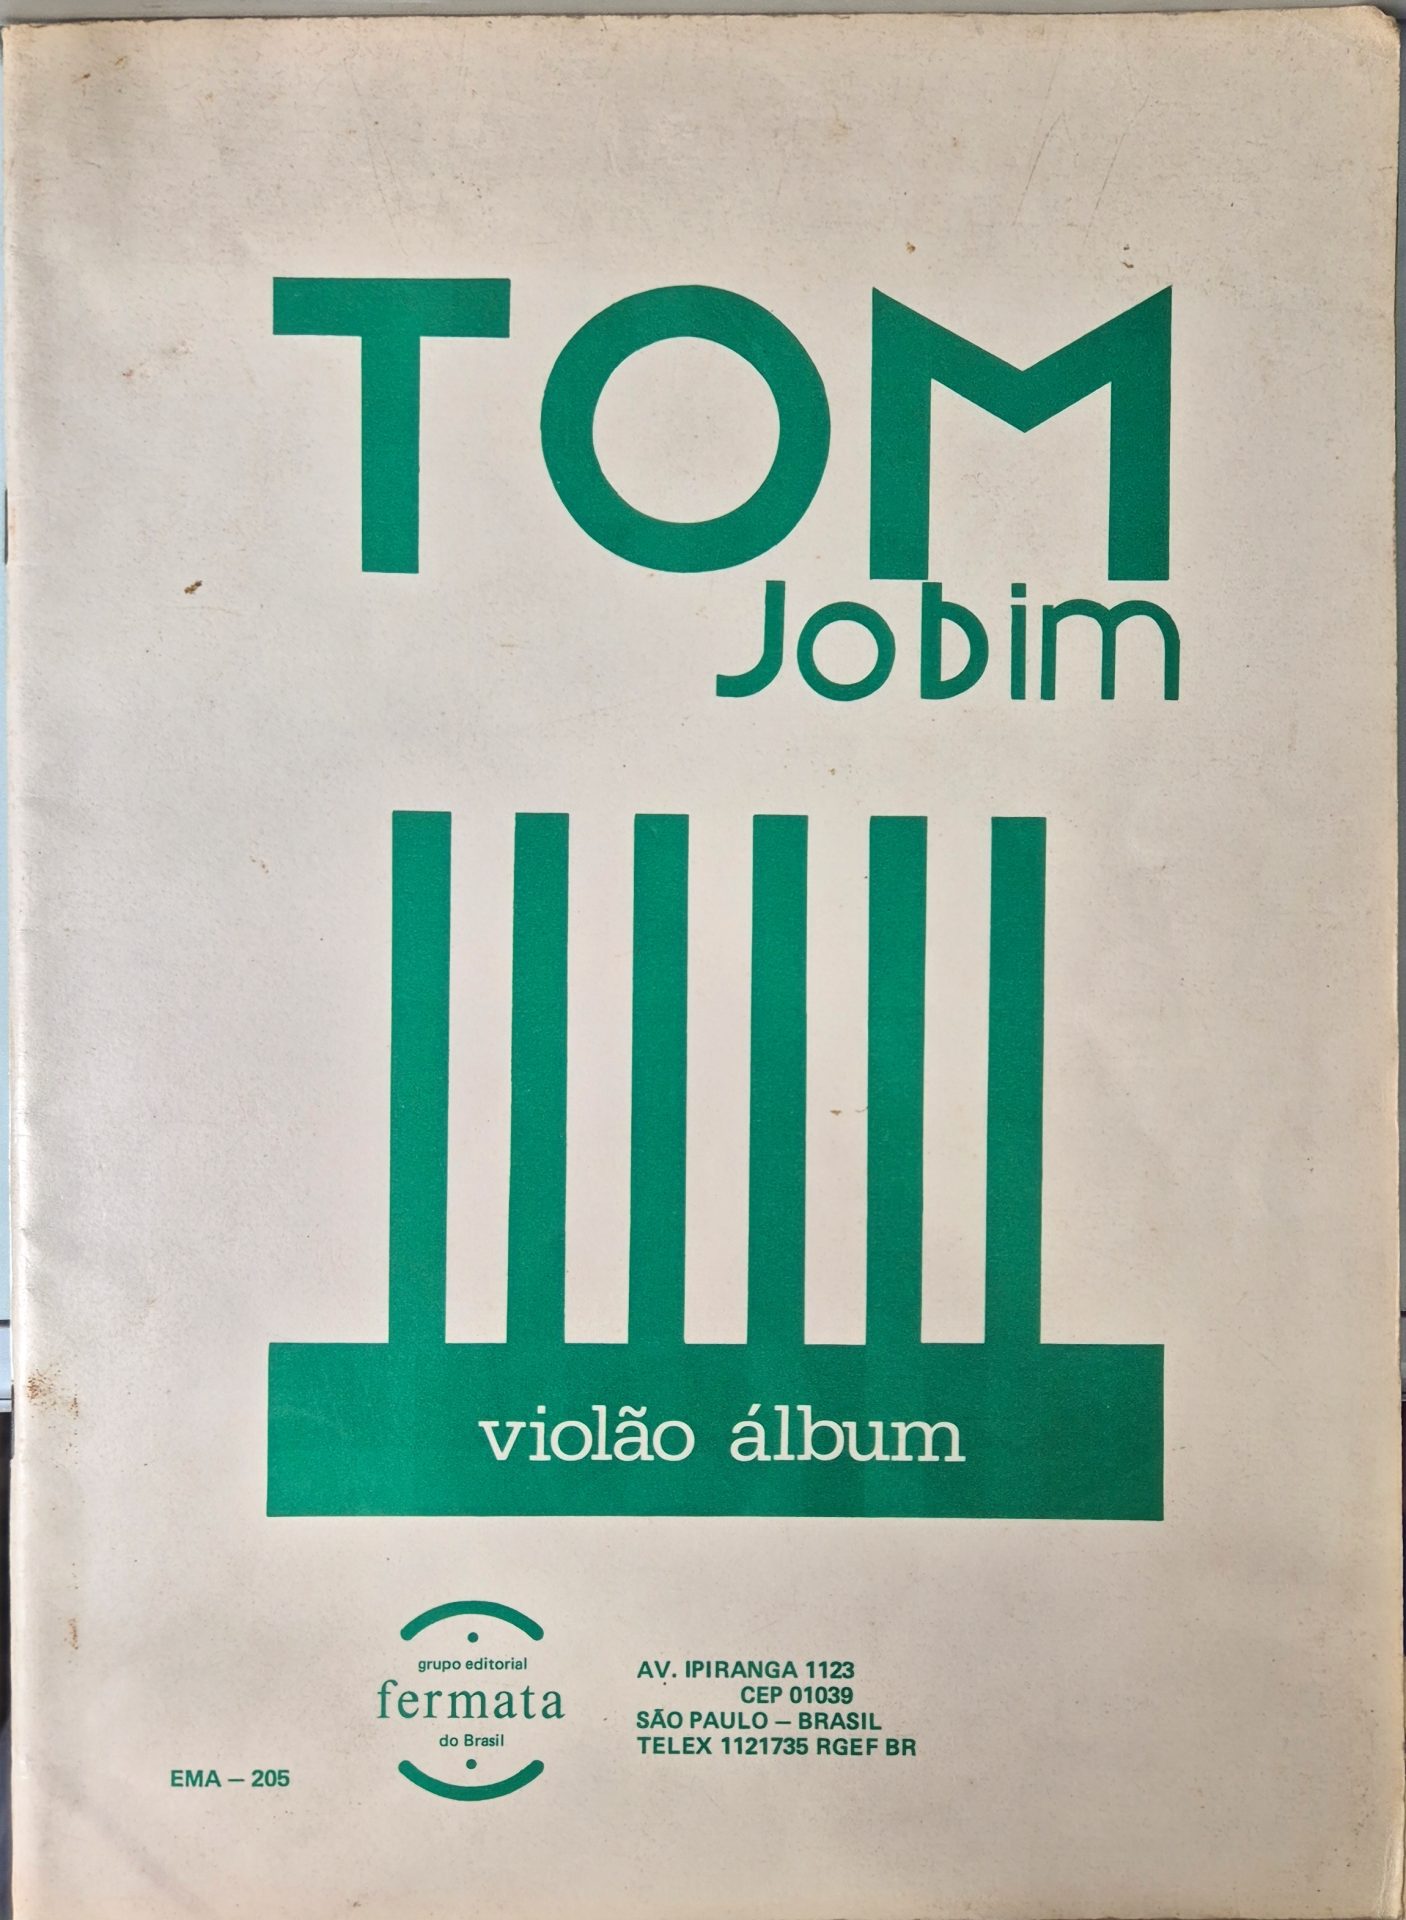 TOM
Jobim
violão álbum
grupo editorial
fermata
do Brasil
AV. IPIRANGA 1123
CEP 01039
SÃO PAULO – BRASIL
TELEX 1121735 RGEF BR
EMA – 205